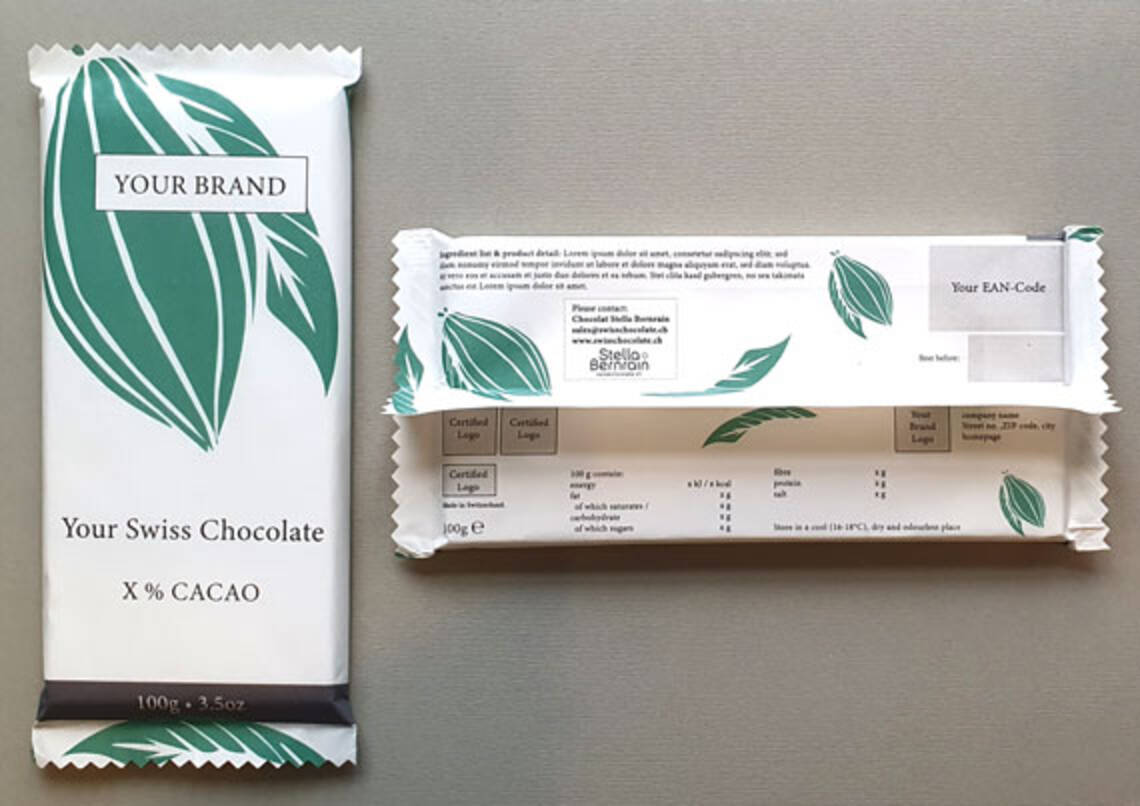 YOUR BRAND
Your Swiss Chocolate
X % CACAO
100g • 3.5oz
Ingredient list & product detail: Lorem ipsum dolor sit amet, consetetur sadipscing elitr, sed
diam nonumy eirmod tempor invidunt ut labore et dolore magna aliquyam erat, sed diam voluptua.
at vero eos et accusam et justo duo dolores et ea rebum. Stet clita kasd gubergren, no sea takimata
sanctus est Lorem ipsum dolor sit amet.
Please contact:
Chocolat Stella Bernrain
sales@swisschocolate.ch
www.swisschocolate.ch
Stella
Bernrain
Your EAN-Code
Best before:
Certified
Logo
Certified
Logo
Certified
Logo
Made in Switzerland
100g ℮
100 g contain:
energy x kJ / x kcal
fat x g
of which saturates / x g
carbohydrate x g
of which sugars x g
fibre x g
protein x g
salt x g
Store in a cool (16-18°C), dry and odourless place
Your
Brand
Logo
company name
Street no. ,ZIP code, city
homepage